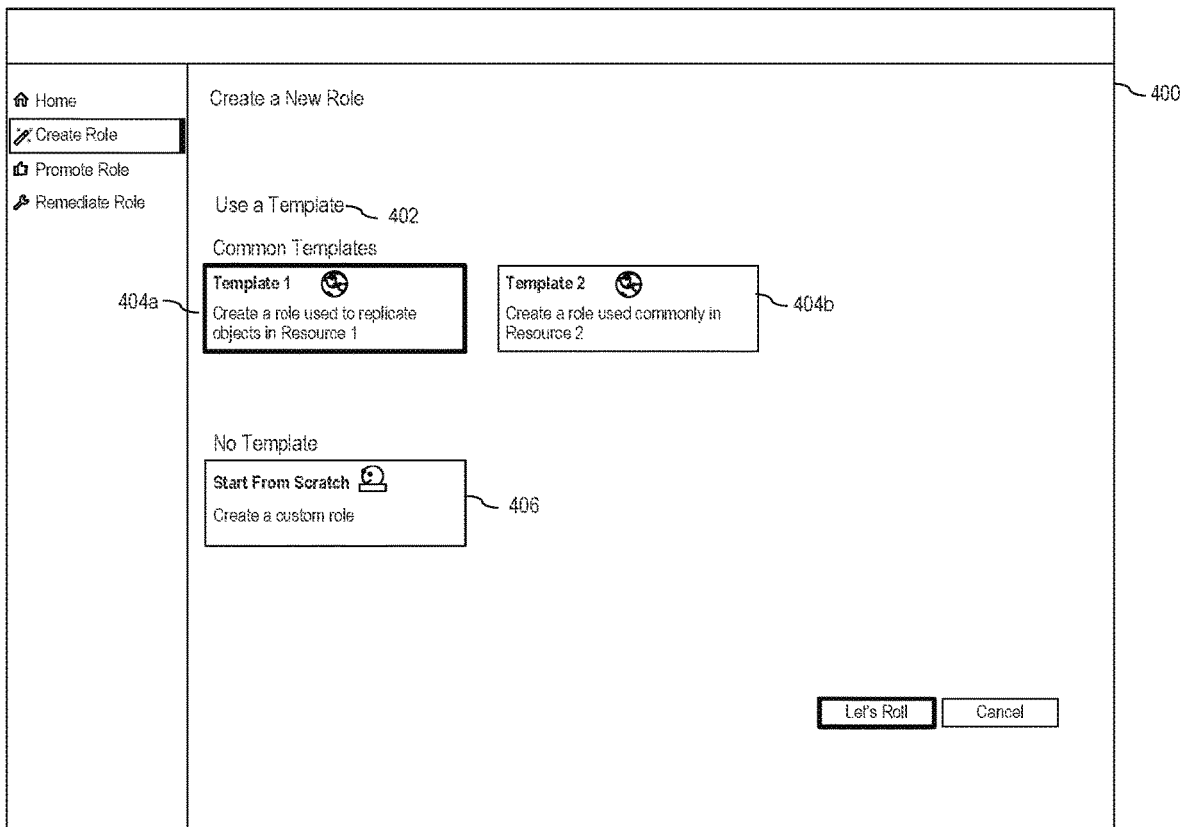 400
Home
Create Role
Promote Role
Remediate Role
Create a New Role
Use a Template
402
Common Templates
404a
Template 1
Create a role used to replicate
objects in Resource 1
Template 2
Create a role used commonly in
Resource 2
404b
No Template
Start From Scratch
Create a custom role
406
Let's Roll
Cancel